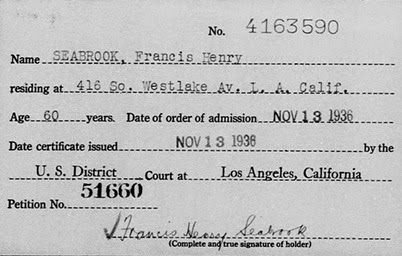 No. 4163590
Name SEABROOK, Francis Henry
residing at 416 So. Westlake Av. L. A. Calif.
Age 60 years. Date of order of admission NOV 13 1936
Date certificate issued NOV 13 1936 by the
U. S. District Court at Los Angeles, California
Petition No. 51660
Francis Henry Seabrook
(Complete and true signature of holder)